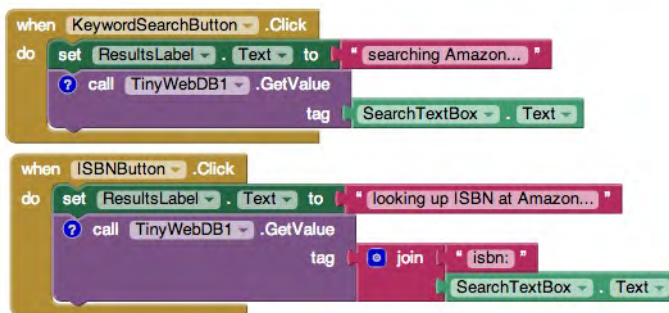 when KeywordSearchButton .Click
do set ResultsLabel . Text to " searching Amazon... "
? call TinyWebDB1 .GetValue
tag SearchTextBox . Text
when ISBNButton .Click
do set ResultsLabel . Text to " looking up ISBN at Amazon... "
? call TinyWebDB1 .GetValue
tag join " isbn: "
SearchTextBox . Text